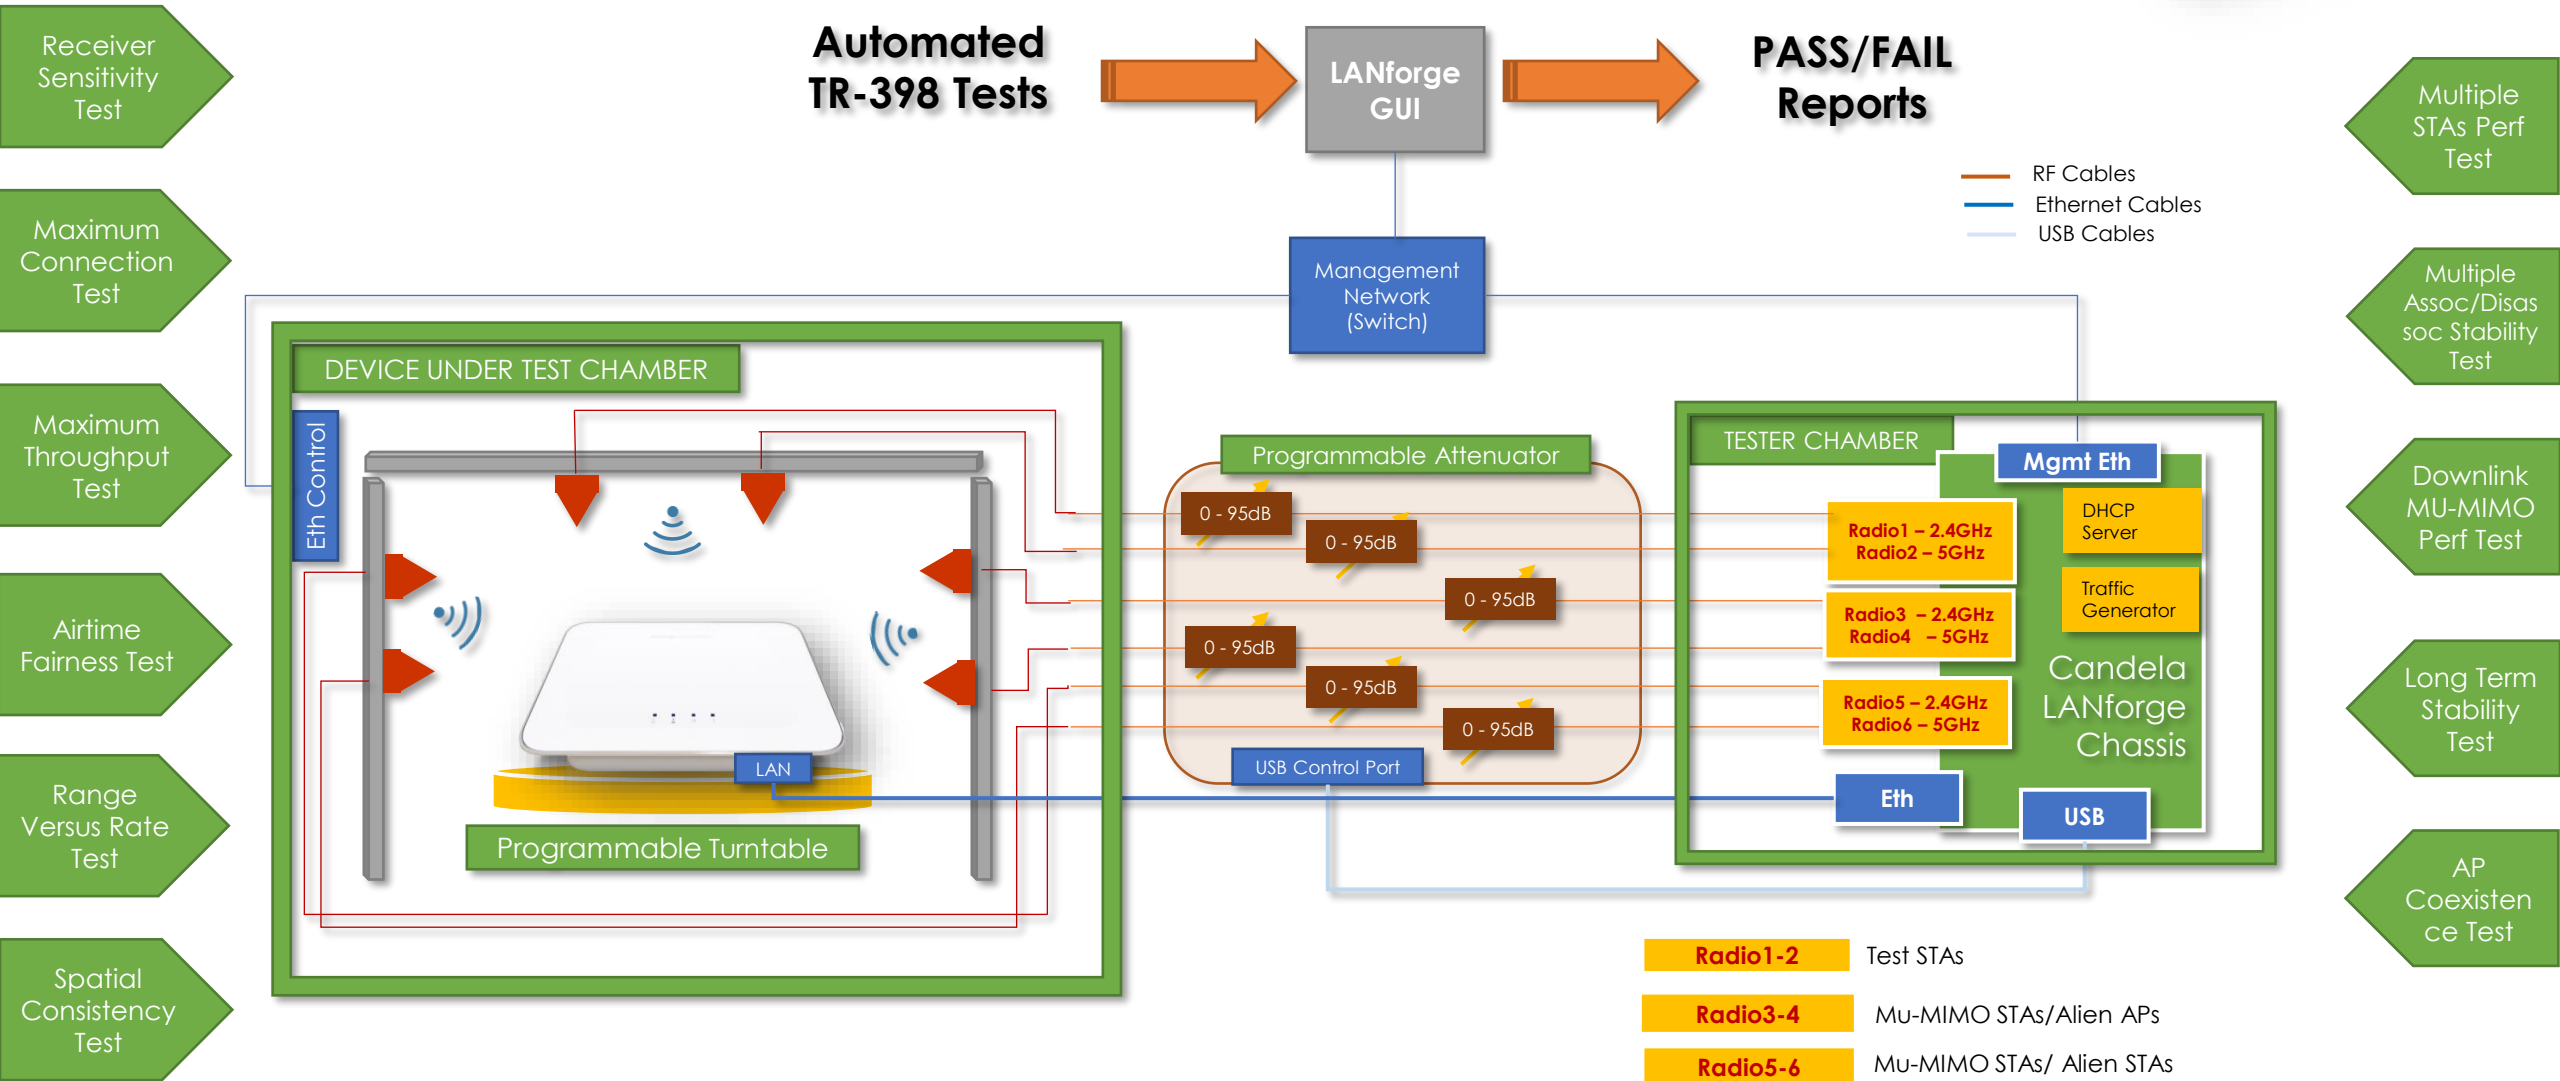 Receiver
Sensitivity
Test
Maximum
Connection
Test
Maximum
Throughput
Test
Airtime
Fairness Test
Range
Versus Rate
Test
Spatial
Consistency
Test
Automated
TR-398 Tests
LANforge
GUI
PASS/FAIL
Reports
RF Cables
Ethernet Cables
USB Cables
Management
Network
(Switch)
DEVICE UNDER TEST CHAMBER
Eth Control
LAN
Programmable Turntable
Programmable Attenuator
0 - 95dB
0 - 95dB
0 - 95dB
0 - 95dB
0 - 95dB
0 - 95dB
USB Control Port
TESTER CHAMBER
Mgmt Eth
DHCP
Server
Traffic
Generator
Radio1 – 2.4GHz
Radio2 – 5GHz
Radio3 – 2.4GHz
Radio4 – 5GHz
Radio5 – 2.4GHz
Radio6 – 5GHz
Candela
LANforge
Chassis
Eth
USB
Radio1-2
Test STAs
Radio3-4
Mu-MIMO STAs/Alien APs
Radio5-6
Mu-MIMO STAs/ Alien STAs
Multiple
STAs Perf
Test
Multiple
Assoc/Disas
soc Stability
Test
Downlink
MU-MIMO
Perf Test
Long Term
Stability
Test
AP
Coexisten
ce Test